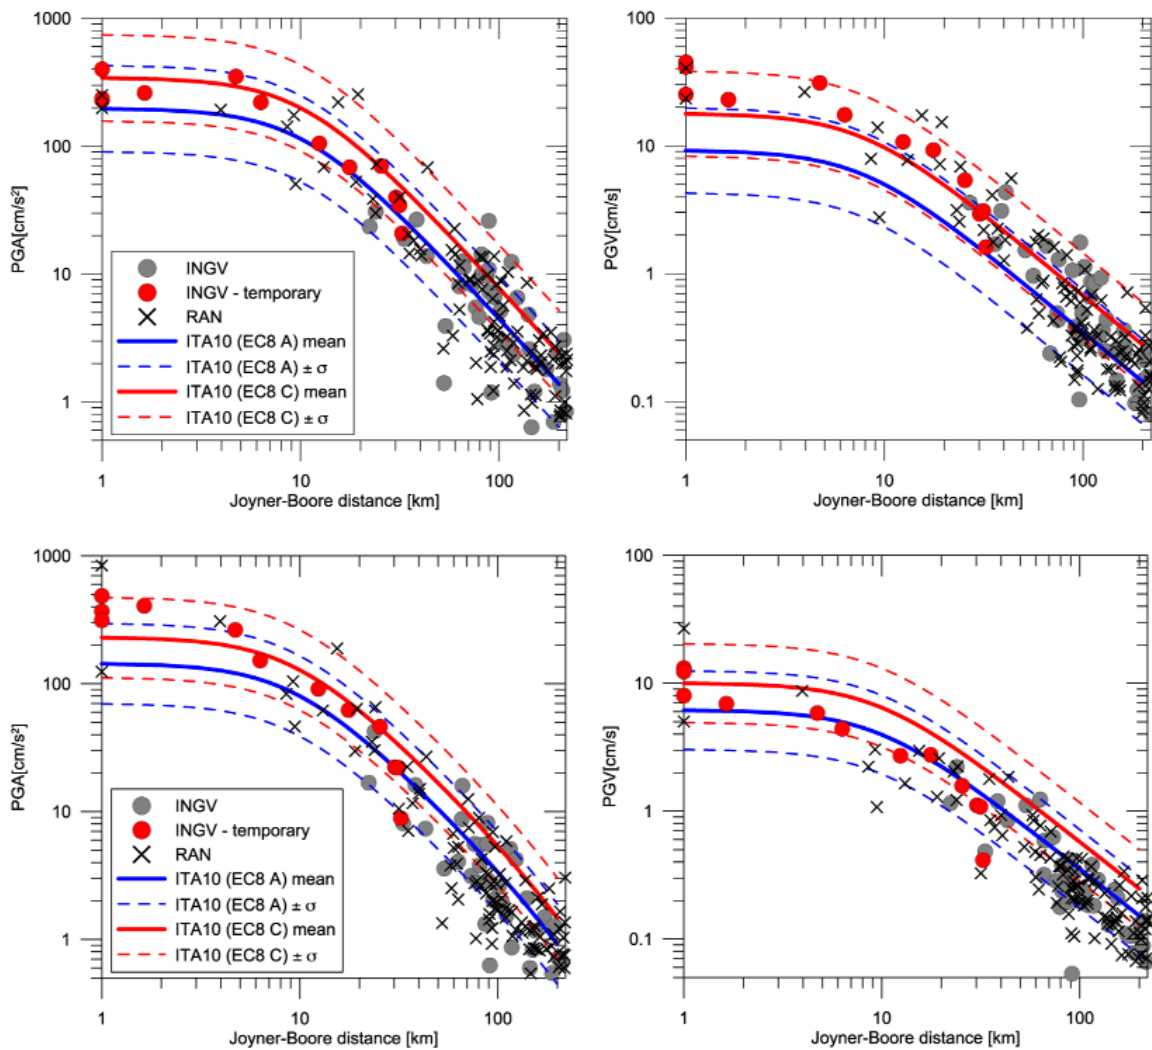 1000
100
10
1
PGA[cm/s²]
INGV
INGV - temporary
RAN
ITA10 (EC8 A) mean
ITA10 (EC8 A) ± σ
ITA10 (EC8 C) mean
ITA10 (EC8 C) ± σ
1 10 100
Joyner-Boore distance [km]
100
10
1
0.1
PGV[cm/s]
1 10 100
Joyner-Boore distance [km]
1000
100
10
1
PGA[cm/s²]
INGV
INGV - temporary
RAN
ITA10 (EC8 A) mean
ITA10 (EC8 A) ± σ
ITA10 (EC8 C) mean
ITA10 (EC8 C) ± σ
1 10 100
Joyner-Boore distance [km]
100
10
1
0.1
PGV[cm/s]
1 10 100
Joyner-Boore distance [km]